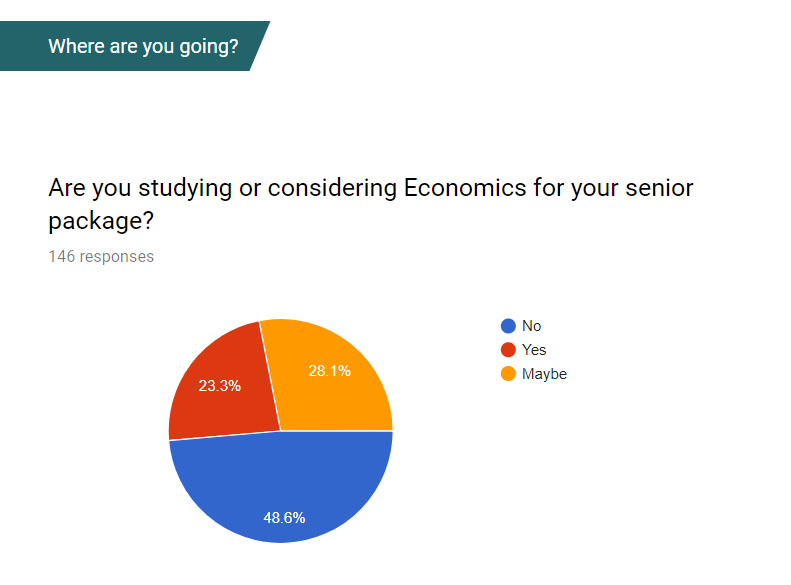 Where are you going?
Are you studying or considering Economics for your senior
package?
146 responses
No
Yes
Maybe
28.1%
23.3%
48.6%